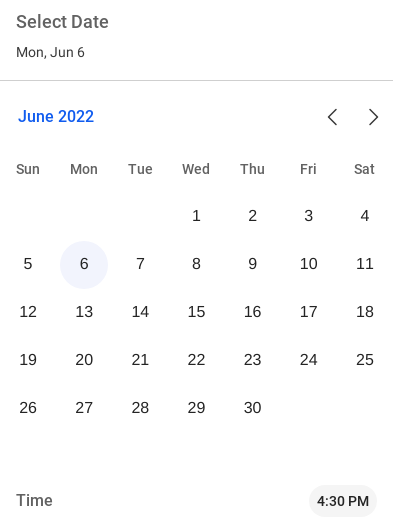 Select Date
Mon, Jun 6
June 2022
Sun Mon Tue Wed Thu Fri Sat
1 2 3 4
5 6 7 8 9 10 11
12 13 14 15 16 17 18
19 20 21 22 23 24 25
26 27 28 29 30
Time 4:30 PM